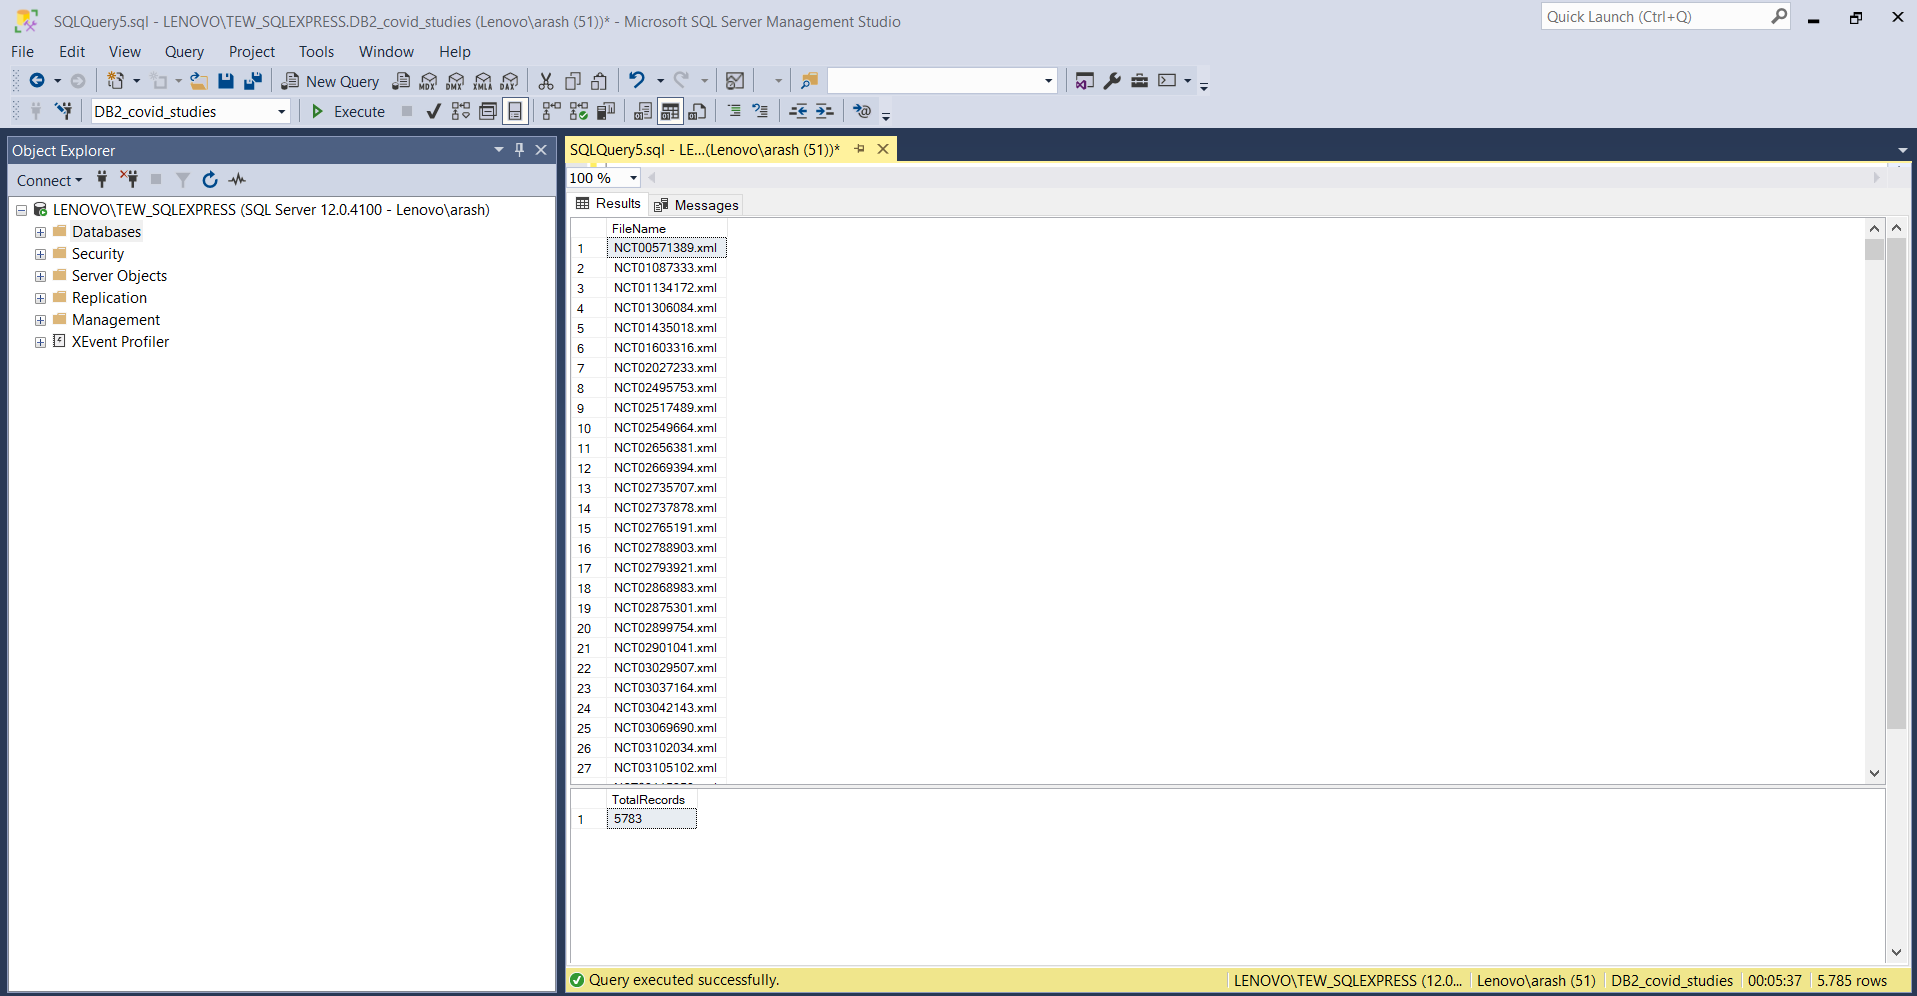 SQLQuery5.sql - LENOVO\TEW_SQLEXPRESS.DB2_covid_studies (Lenovo\arash (51))* - Microsoft SQL Server Management Studio
Quick Launch (Ctrl+Q)
File Edit View Query Project Tools Window Help
New Query MDX DMX XMLA DAX
DB2_covid_studies Execute
Object Explorer
Connect
LENOVO\TEW_SQLEXPRESS (SQL Server 12.0.4100 - Lenovo\arash)
Databases
Security
Server Objects
Replication
Management
XEvent Profiler
SQLQuery5.sql - LE...(Lenovo\arash (51))*
100 %
Results Messages
FileName
1 NCT00571389.xml
2 NCT01087333.xml
3 NCT01134172.xml
4 NCT01306084.xml
5 NCT01435018.xml
6 NCT01603316.xml
7 NCT02027233.xml
8 NCT02495753.xml
9 NCT02517489.xml
10 NCT02549664.xml
11 NCT02656381.xml
12 NCT02669394.xml
13 NCT02735707.xml
14 NCT02737878.xml
15 NCT02765191.xml
16 NCT02788903.xml
17 NCT02793921.xml
18 NCT02868983.xml
19 NCT02875301.xml
20 NCT02899754.xml
21 NCT02901041.xml
22 NCT03029507.xml
23 NCT03037164.xml
24 NCT03042143.xml
25 NCT03069690.xml
26 NCT03102034.xml
27 NCT03105102.xml
TotalRecords
1 5783
Query executed successfully.
LENOVO\TEW_SQLEXPRESS (12.0... Lenovo\arash (51) DB2_covid_studies 00:05:37 5.785 rows